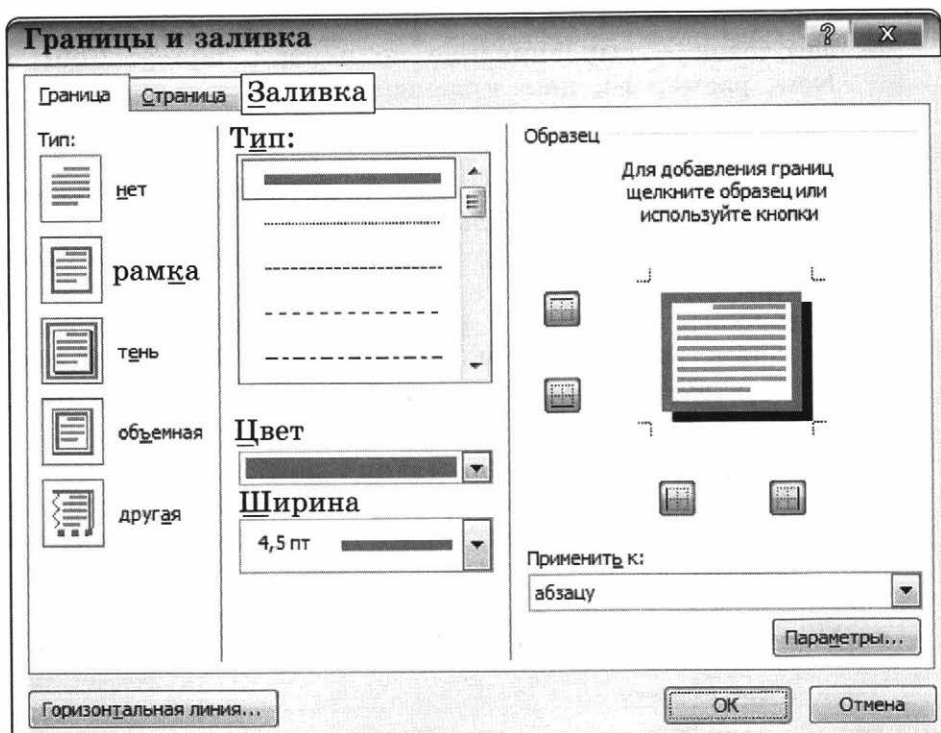 Границы и заливка
? X
Граница Страница Заливка
Тип:
нет
рамка
тень
объемная
другая
Тип:
Цвет
Ширина
4,5 пт
Образец
Для добавления границ
щелкните образец или
используйте кнопки
Применить к:
абзацу
Параметры...
Горизонтальная линия...
ОК Отмена